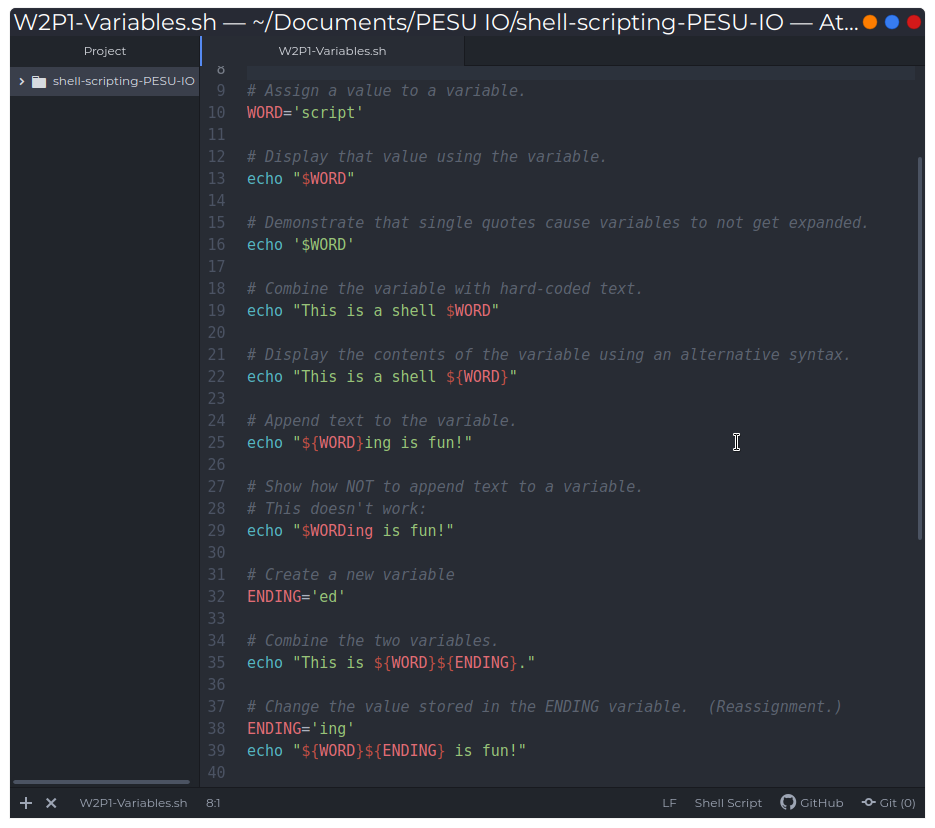 W2P1-Variables.sh — ~/Documents/PESU IO/shell-scripting-PESU-IO — At...
Project
W2P1-Variables.sh
shell-scripting-PESU-IO
8
9 # Assign a value to a variable.
10 WORD='script'
11
12 # Display that value using the variable.
13 echo "$WORD"
14
15 # Demonstrate that single quotes cause variables to not get expanded.
16 echo '$WORD'
17
18 # Combine the variable with hard-coded text.
19 echo "This is a shell $WORD"
20
21 # Display the contents of the variable using an alternative syntax.
22 echo "This is a shell ${WORD}"
23
24 # Append text to the variable.
25 echo "${WORD}ing is fun!"
26
27 # Show how NOT to append text to a variable.
28 # This doesn't work:
29 echo "$WORDing is fun!"
30
31 # Create a new variable
32 ENDING='ed'
33
34 # Combine the two variables.
35 echo "This is ${WORD}${ENDING}."
36
37 # Change the value stored in the ENDING variable.  (Reassignment.)
38 ENDING='ing'
39 echo "${WORD}${ENDING} is fun!"
40
W2P1-Variables.sh 8:1 LF Shell Script GitHub Git (0)